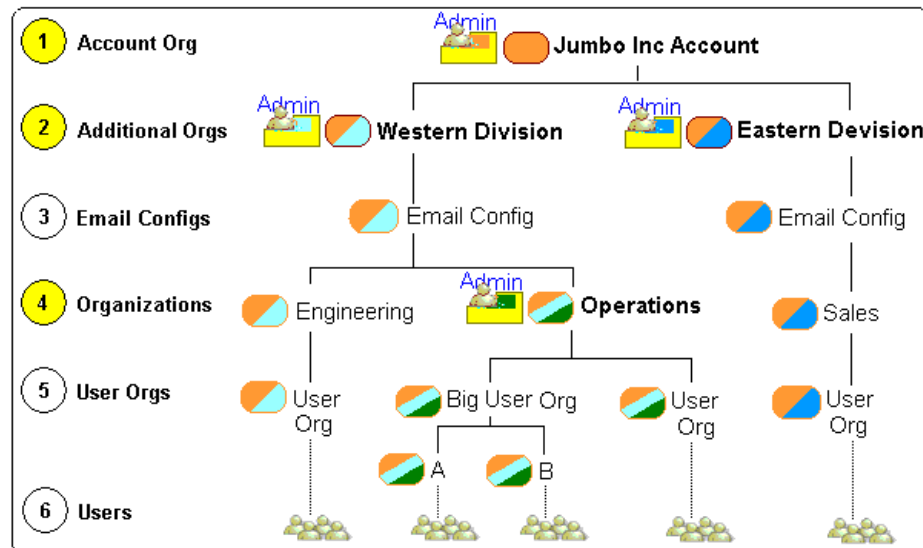 Admin
1 Account Org Jumbo Inc Account
Admin Admin
2 Additional Orgs Western Division Eastern Devision
3 Email Configs Email Config Email Config
Admin
4 Organizations Engineering Operations Sales
5 User Orgs User Org Big User Org User Org User Org
A B
6 Users